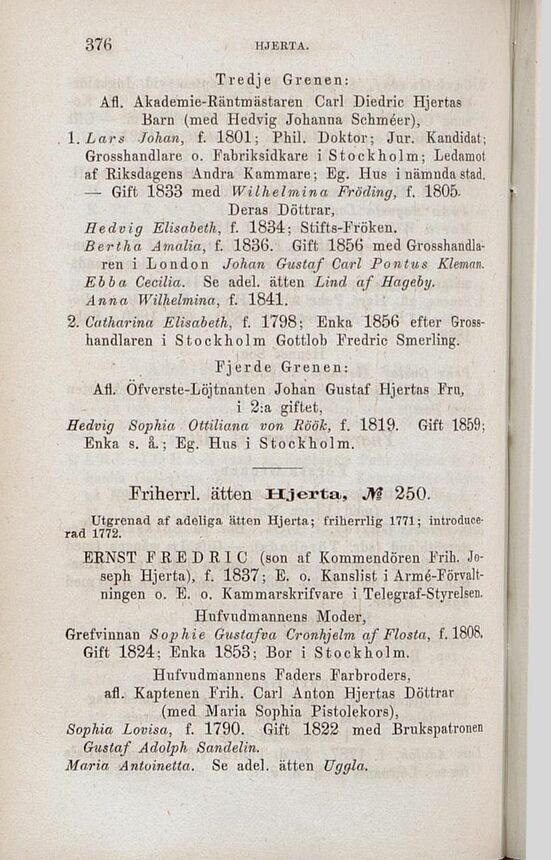 376 HJERTA.
Tredje Grenen:
Afl. Akademie-Räntmästaren Carl Diedric Hjertas
Barn (med Hedvig Johanna Schméer),
1. Lars Johan, f. 1801; Phil. Doktor; Jur. Kandidat;
Grosshandlare o. Fabriksidkare i Stockholm; Ledamot
af Riksdagens Andra Kammare; Eg. Hus i nämnda stad.
— Gift 1833 med Wilhelmina Fröding, f. 1805.
Deras Döttrar,
Hedvig Elisabeth, f. 1834; Stifts-Fröken.
Bertha Amalia, f. 1836. Gift 1856 med Grosshandla-
ren i London Johan Gustaf Carl Pontus Kleman.
Ebba Cecilia. Se adel. ätten Lind af Hageby.
Anna Wilhelmina, f. 1841.
2. Catharina Elisabeth, f. 1798; Enka 1856 efter Gross-
handlaren i Stockholm Gottlob Fredric Smerling.
Fjerde Grenen:
Afl. Öfverste-Löjtnanten Johan Gustaf Hjertas Fru,
i 2:a giftet,
Hedvig Sophia Ottiliana von Röök, f. 1819. Gift 1859;
Enka s. å.; Eg. Hus i Stockholm.
Friherrl. ätten Hjerta, № 250.
Utgrenad af adeliga ätten Hjerta; friherrlig 1771; introduce-
rad 1772.
ERNST FREDRIC (son af Kommendören Frih. Jo-
seph Hjerta), f. 1837; E. o. Kanslist i Armé-Förvalt-
ningen o. E. o. Kammarskrifvare i Telegraf-Styrelsen.
Hufvudmannens Moder,
Grefvinnan Sophie Gustafva Cronhjelm af Flosta, f. 1808.
Gift 1824; Enka 1853; Bor i Stockholm.
Hufvudmannens Faders Farbroders,
afl. Kaptenen Frih. Carl Anton Hjertas Döttrar
(med Maria Sophia Pistolekors),
Sophia Lovisa, f. 1790. Gift 1822 med Brukspatronen
Gustaf Adolph Sandelin.
Maria Antoinetta. Se adel. ätten Uggla.